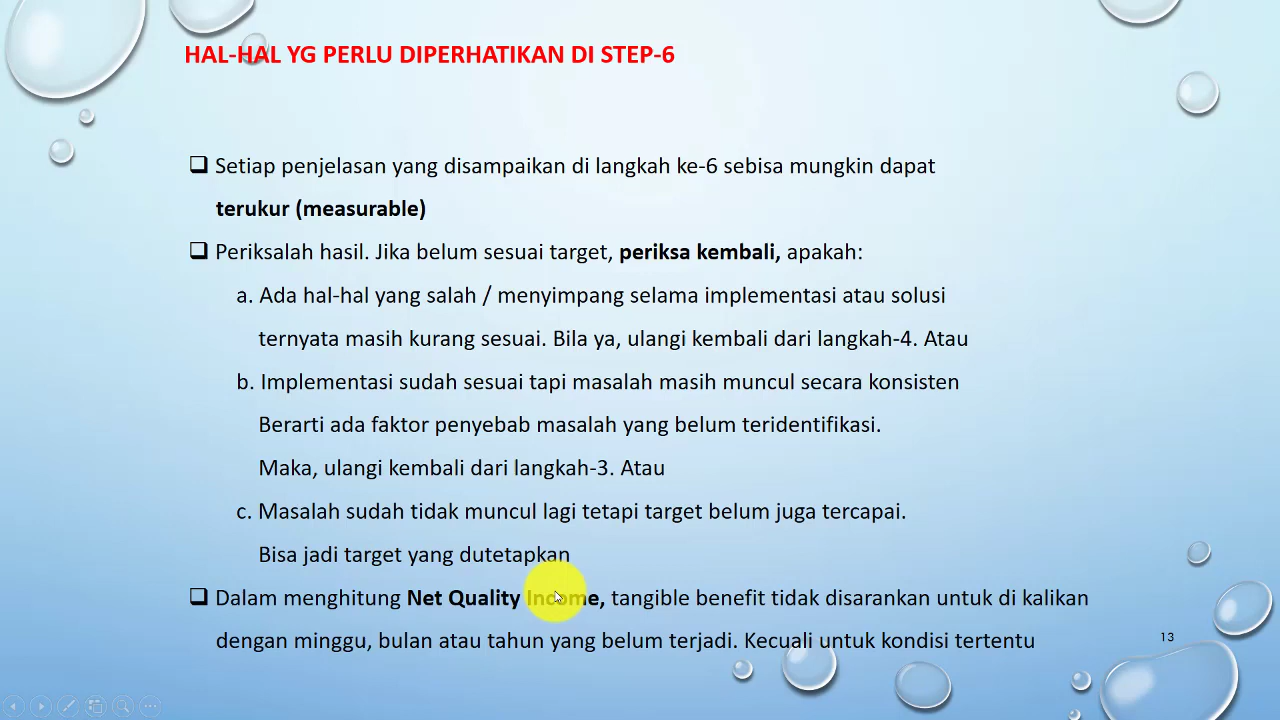 HAL-HAL YG PERLU DIPERHATIKAN DI STEP-6
Setiap penjelasan yang disampaikan di langkah ke-6 sebisa mungkin dapat
terukur (measurable)
Periksalah hasil. Jika belum sesuai target, periksa kembali, apakah:
a. Ada hal-hal yang salah / menyimpang selama implementasi atau solusi
ternyata masih kurang sesuai. Bila ya, ulangi kembali dari langkah-4. Atau
b. Implementasi sudah sesuai tapi masalah masih muncul secara konsisten
Berarti ada faktor penyebab masalah yang belum teridentifikasi.
Maka, ulangi kembali dari langkah-3. Atau
c. Masalah sudah tidak muncul lagi tetapi target belum juga tercapai.
Bisa jadi target yang dutetapkan
Dalam menghitung Net Quality Income, tangible benefit tidak disarankan untuk di kalikan
dengan minggu, bulan atau tahun yang belum terjadi. Kecuali untuk kondisi tertentu
13